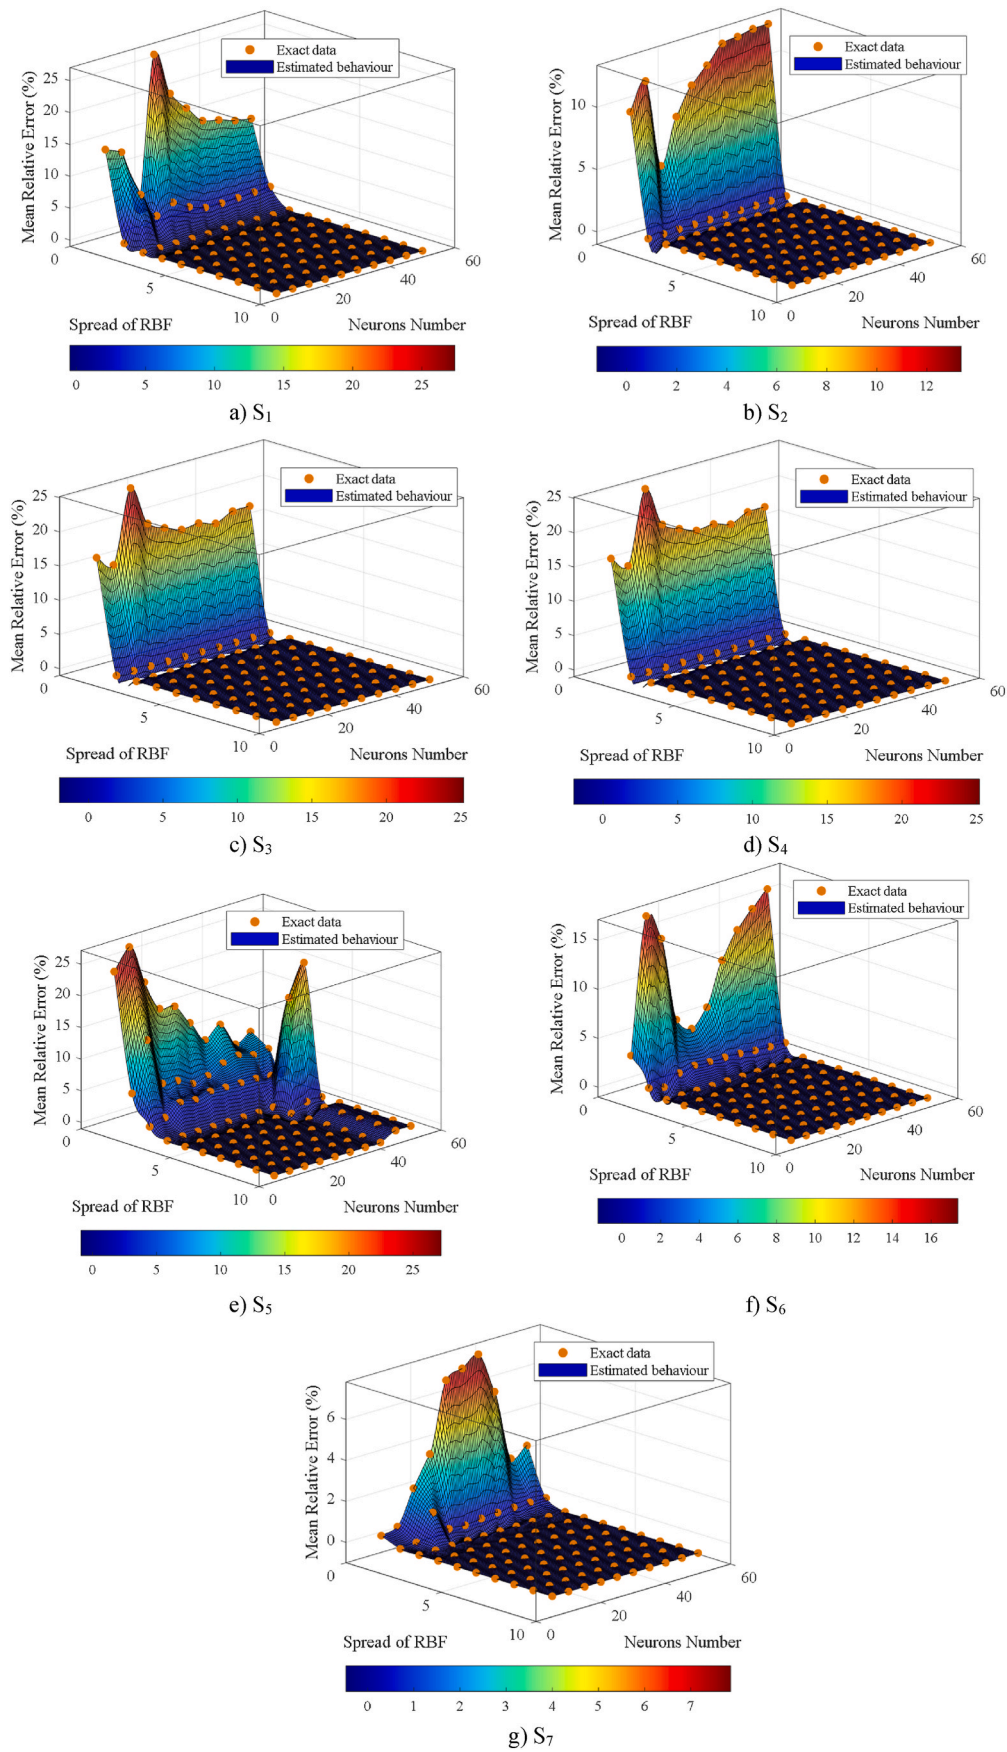 Exact data
Estimated behaviour
Mean Relative Error (%)
25
20
15
10
5
0
0
5
10
0
20
40
60
Spread of RBF
Neurons Number
0 5 10 15 20 25
a) S₁
Exact data
Estimated behaviour
Mean Relative Error (%)
10
5
0
0
5
10
0
20
40
60
Spread of RBF
Neurons Number
0 2 4 6 8 10 12
b) S₂
Exact data
Estimated behaviour
Mean Relative Error (%)
25
20
15
10
5
0
0
5
10
0
20
40
60
Spread of RBF
Neurons Number
0 5 10 15 20 25
c) S₃
Exact data
Estimated behaviour
Mean Relative Error (%)
25
20
15
10
5
0
0
5
10
0
20
40
60
Spread of RBF
Neurons Number
0 5 10 15 20 25
d) S₄
Exact data
Estimated behaviour
Mean Relative Error (%)
25
20
15
10
5
0
0
5
10
0
20
40
60
Spread of RBF
Neurons Number
0 5 10 15 20 25
e) S₅
Exact data
Estimated behaviour
Mean Relative Error (%)
15
10
5
0
0
5
10
0
20
40
60
Spread of RBF
Neurons Number
0 2 4 6 8 10 12 14 16
f) S₆
Exact data
Estimated behaviour
Mean Relative Error (%)
6
4
2
0
0
5
10
0
20
40
60
Spread of RBF
Neurons Number
0 1 2 3 4 5 6 7
g) S₇